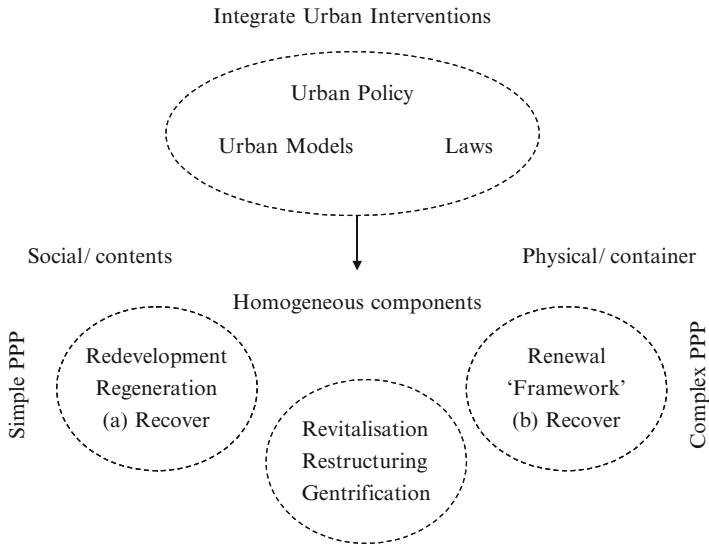 Integrate Urban Interventions
Urban Policy
Urban Models Laws
Social/ contents
Physical/ container
Homogeneous components
Simple PPP
Redevelopment
Regeneration
(a) Recover
Revitalisation
Restructuring
Gentrification
Renewal
‘Framework’
(b) Recover
Complex PPP